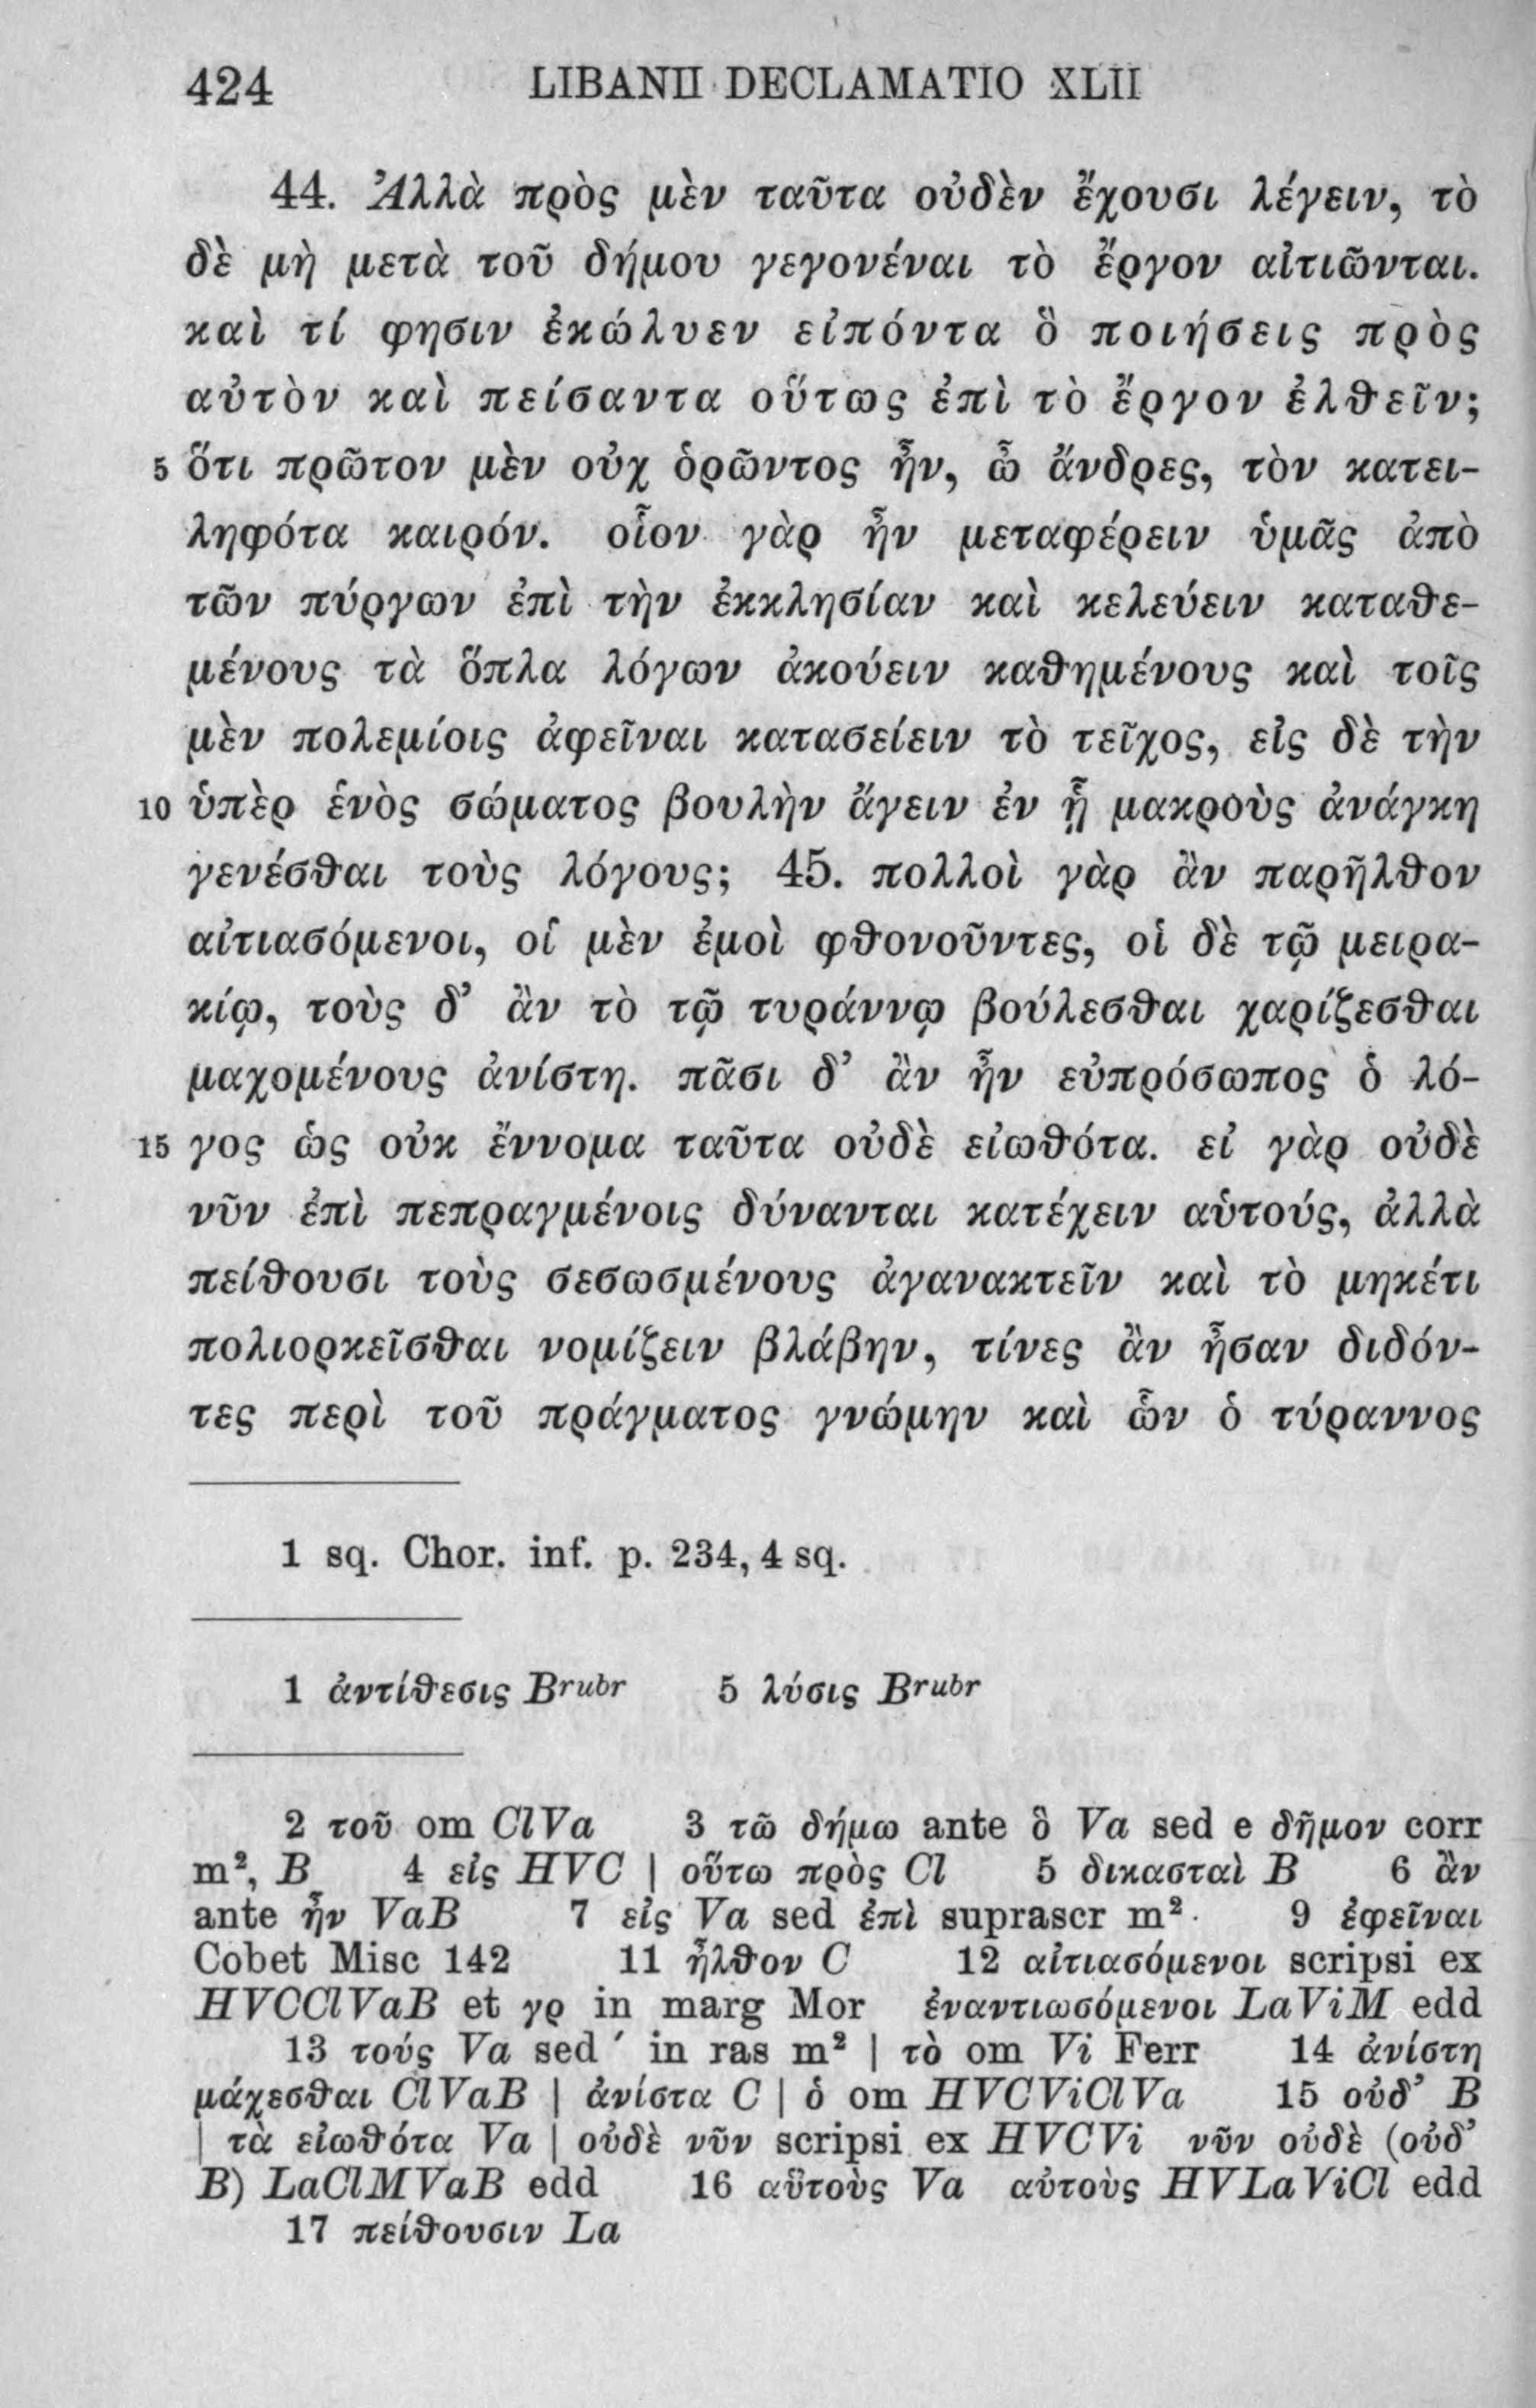 424 LIBANII DECLAMATIO XLII
44. Ἀλλὰ πρὸς μὲν ταῦτα οὐδὲν ἔχουσι λέγειν, τὸ
δὲ μὴ μετὰ τοῦ δήμου γεγονέναι τὸ ἔργον αἰτιῶνται.
καὶ τί φησιν ἐκώλυεν εἰπόντα ὃ ποιήσεις πρὸς
αὐτὸν καὶ πείσαντα οὕτως ἐπὶ τὸ ἔργον ἐλθεῖν;
5 ὅτι πρῶτον μὲν οὐχ ὁρῶντος ἦν, ὦ ἄνδρες, τὸν κατει-
ληφότα καιρόν. οἷον γὰρ ἦν μεταφέρειν ὑμᾶς ἀπὸ
τῶν πύργων ἐπὶ τὴν ἐκκλησίαν καὶ κελεύειν καταθε-
μένους τὰ ὅπλα λόγων ἀκούειν καθημένους καὶ τοῖς
μὲν πολεμίοις ἀφεῖναι κατασείειν τὸ τεῖχος, εἰς δὲ τὴν
10 ὑπὲρ ἑνὸς σώματος βουλὴν ἄγειν ἐν ᾗ μακροὺς ἀνάγκη
γενέσθαι τοὺς λόγους; 45. πολλοὶ γὰρ ἂν παρῆλθον
αἰτιασόμενοι, οἱ μὲν ἐμοὶ φθονοῦντες, οἱ δὲ τῷ μειρα-
κίῳ, τοὺς δ’ ἂν τὸ τῷ τυράννῳ βούλεσθαι χαρίζεσθαι
μαχομένους ἀνίστη. πᾶσι δ’ ἂν ἦν εὐπρόσωπος ὁ λό-
15 γος ὡς οὐκ ἔννομα ταῦτα οὐδὲ εἰωθότα. εἰ γὰρ οὐδὲ
νῦν ἐπὶ πεπραγμένοις δύνανται κατέχειν αὑτούς, ἀλλὰ
πείθουσι τοὺς σεσωσμένους ἀγανακτεῖν καὶ τὸ μηκέτι
πολιορκεῖσθαι νομίζειν βλάβην, τίνες ἂν ἦσαν διδόν-
τες περὶ τοῦ πράγματος γνώμην καὶ ὧν ὁ τύραννος
1 sq. Chor. inf. p. 234, 4 sq.
1 ἀντίθεσις Brubr 5 λύσις Brubr
2 τοῦ om ClVa 3 τῶ δήμω ante ὃ Va sed e δῆμον corr
m², B 4 εἰς HVC | οὕτω πρὸς Cl 5 δικασταὶ B 6 ἂν
ante ἦν VaB 7 εἰς Va sed ἐπὶ suprascr m² 9 ἐφεῖναι
Cobet Misc 142 11 ἦλθον C 12 αἰτιασόμενοι scripsi ex
HVCClVaB et γρ in marg Mor ἐναντιωσόμενοι LaViM edd
13 τούς Va sed ´ in ras m² | τὸ om Vi Ferr 14 ἀνίστη
μάχεσθαι ClVaB | ἀνίστα C | ὁ om HVCViClVa 15 οὐδ’ B
| τὰ εἰωθότα Va | οὐδὲ νῦν scripsi ex HVCVi νῦν οὐδὲ (οὐδ’
B) LaClMVaB edd 16 αὑτοὺς Va αὐτοὺς HVLaViCl edd
17 πείθουσιν La